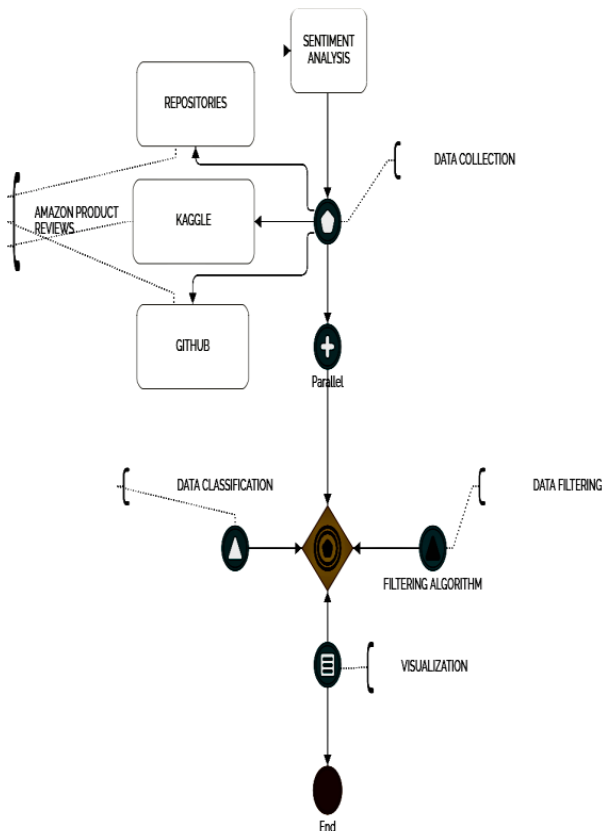 SENTIMENT
ANALYSIS
REPOSITORIES
DATA COLLECTION
AMAZON PRODUCT
REVIEWS
KAGGLE
GITHUB
Parallel
DATA CLASSIFICATION
DATA FILTERING
FILTERING ALGORITHM
VISUALIZATION
End